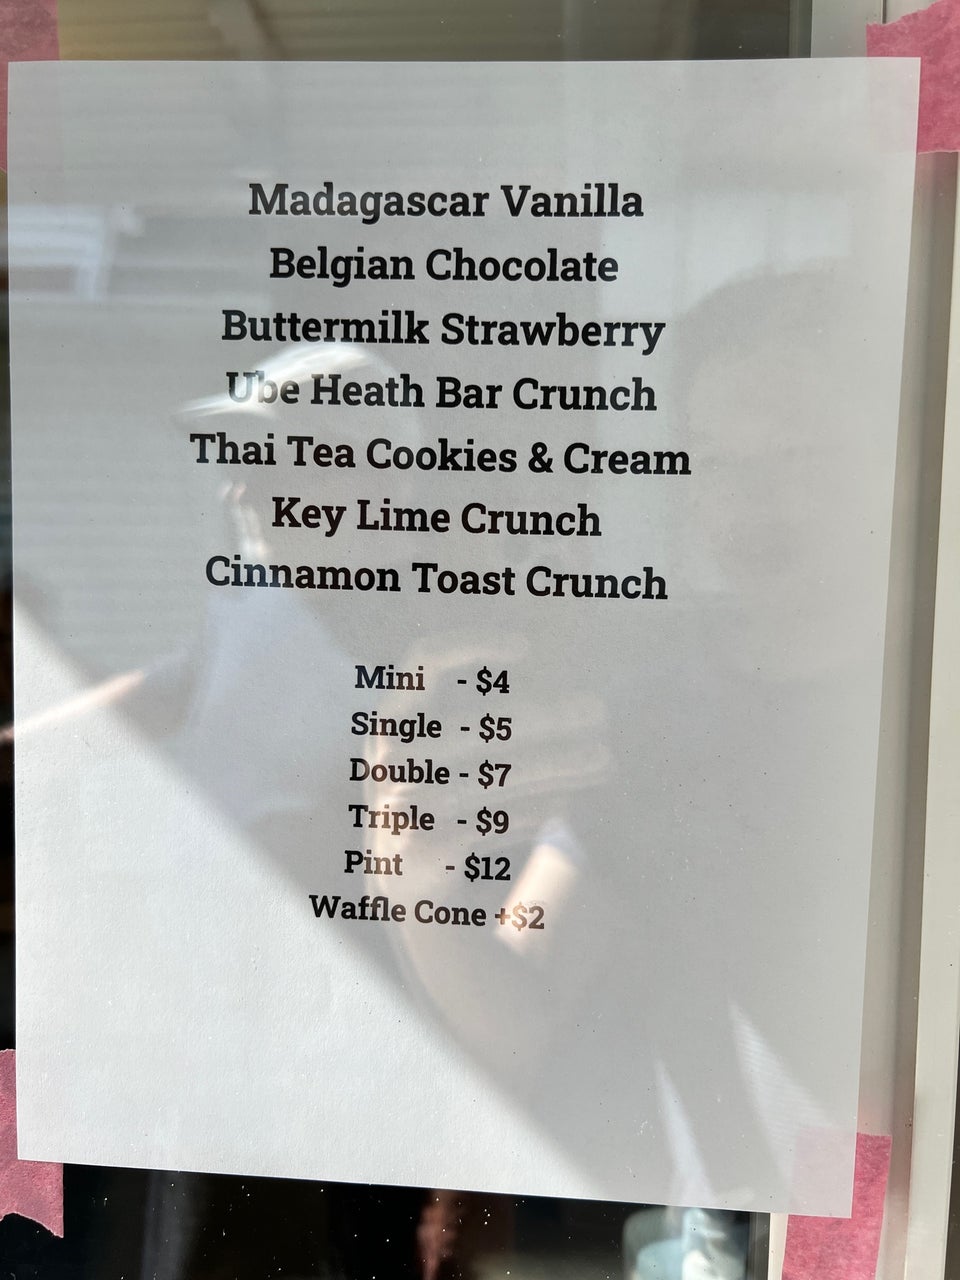 Madagascar Vanilla
Belgian Chocolate
Buttermilk Strawberry
Ube Heath Bar Crunch
Thai Tea Cookies & Cream
Key Lime Crunch
Cinnamon Toast Crunch
Mini - $4
Single - $5
Double - $7
Triple - $9
Pint - $12
Waffle Cone +$2